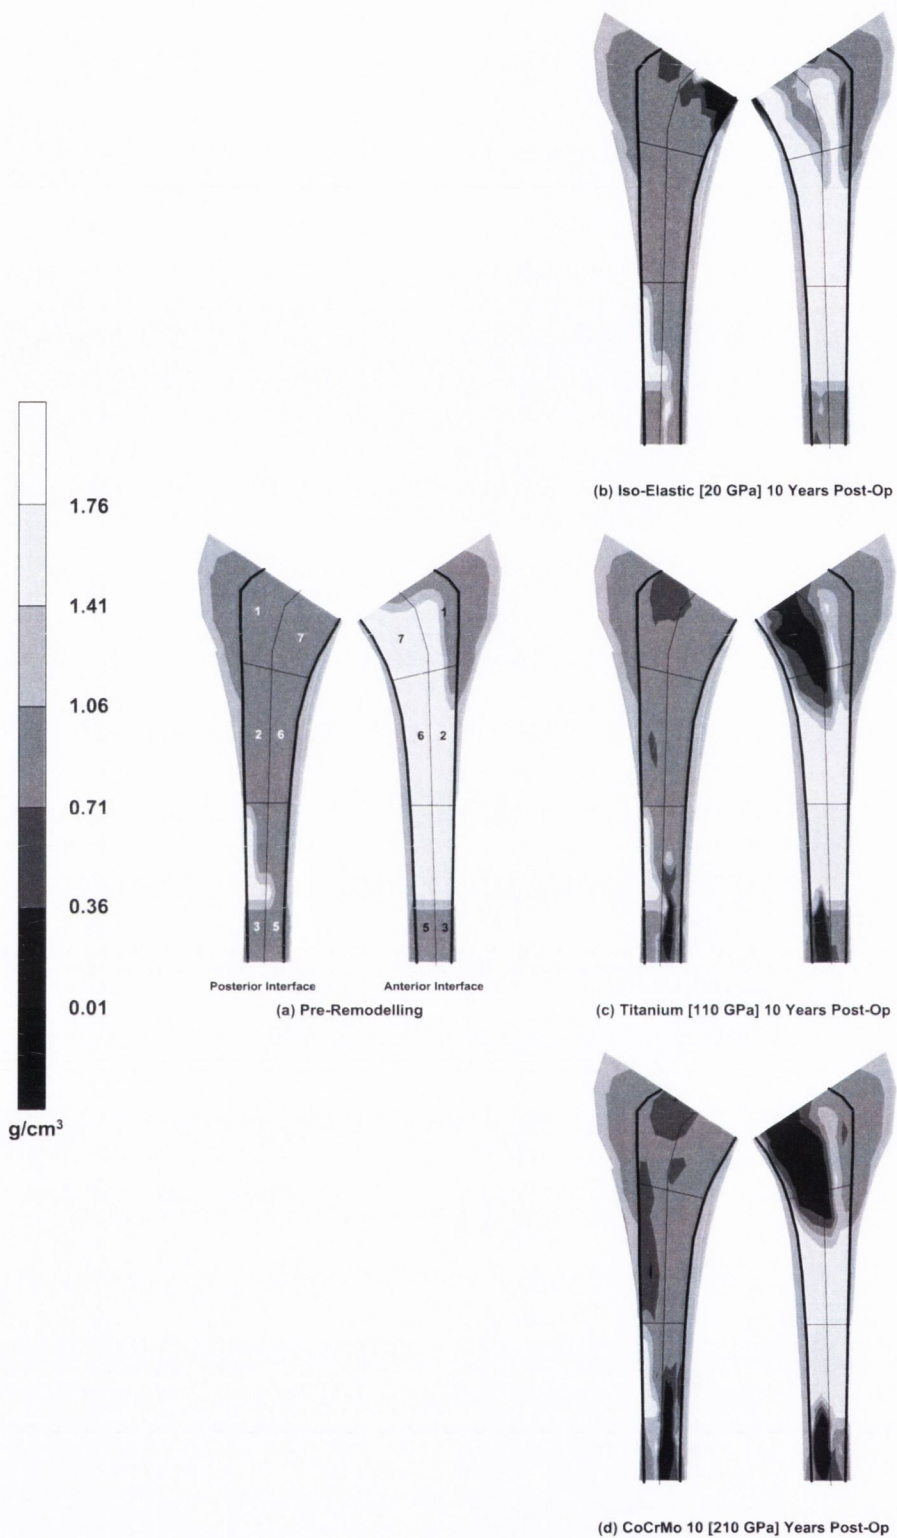 (b) Iso-Elastic [20 GPa] 10 Years Post-Op
1.76
1.41
1.06
0.71
0.36
0.01
g/cm³
1
7
2
6
3
5
7
1
6
2
5
3
Posterior Interface
Anterior Interface
(a) Pre-Remodelling
(c) Titanium [110 GPa] 10 Years Post-Op
(d) CoCrMo 10 [210 GPa] Years Post-Op